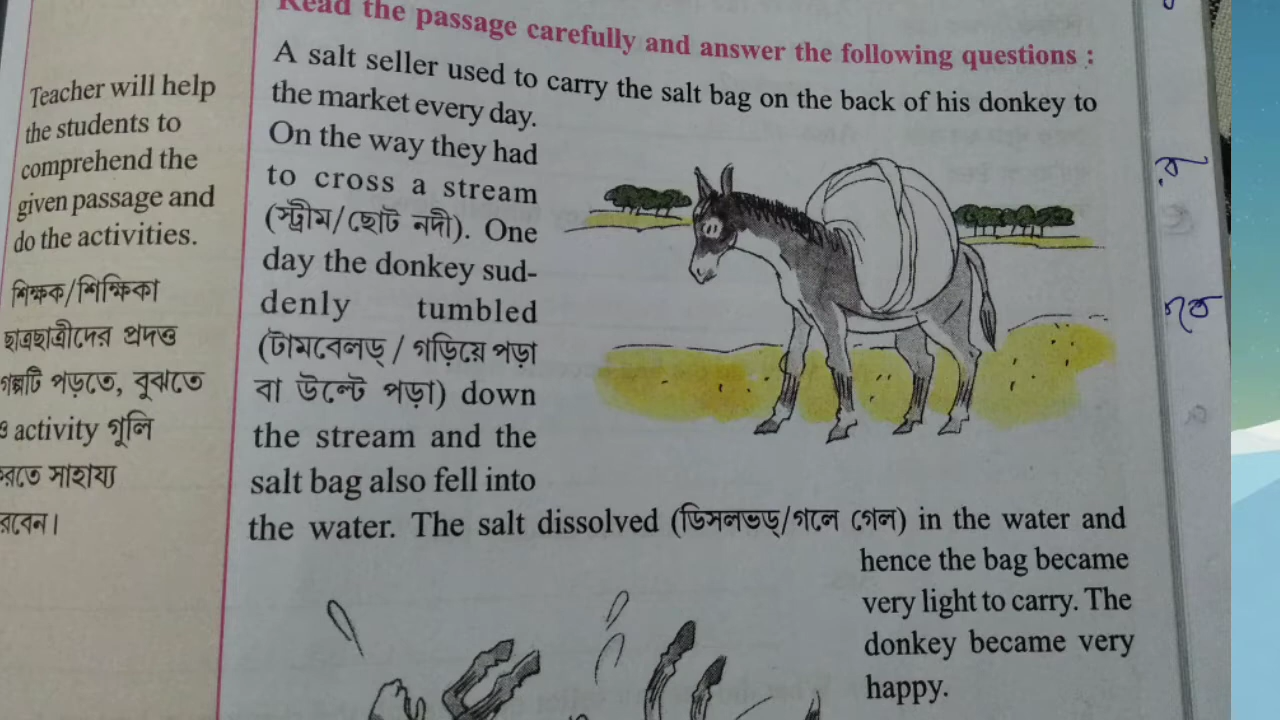 Read the passage carefully and answer the following questions :
A salt seller used to carry the salt bag on the back of his donkey to
the market every day.
On the way they had
to cross a stream
(স্ট্রীম/ছোট নদী). One
day the donkey sud-
denly tumbled
(টামবেলড্ / গড়িয়ে পড়া
বা উল্টে পড়া) down
the stream and the
salt bag also fell into
the water. The salt dissolved (ডিসলভড্/গলে গেল) in the water and
hence the bag became
very light to carry. The
donkey became very
happy.
Teacher will help
the students to
comprehend the
given passage and
do the activities.
শিক্ষক/শিক্ষিকা
ছাত্রছাত্রীদের প্রদত্ত
গল্পটি পড়তে, বুঝতে
ও activity গুলি
করতে সাহায্য